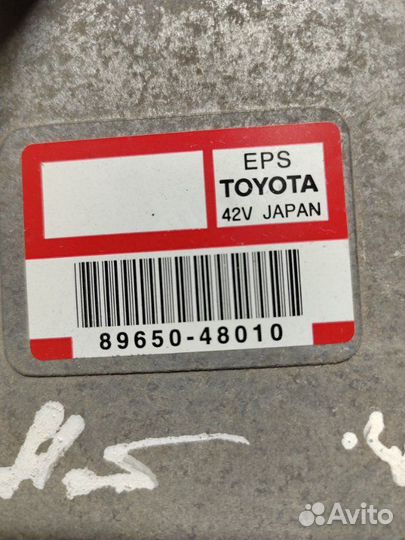 EPS
TOYOTA
42V JAPAN
89650-48010
Avito